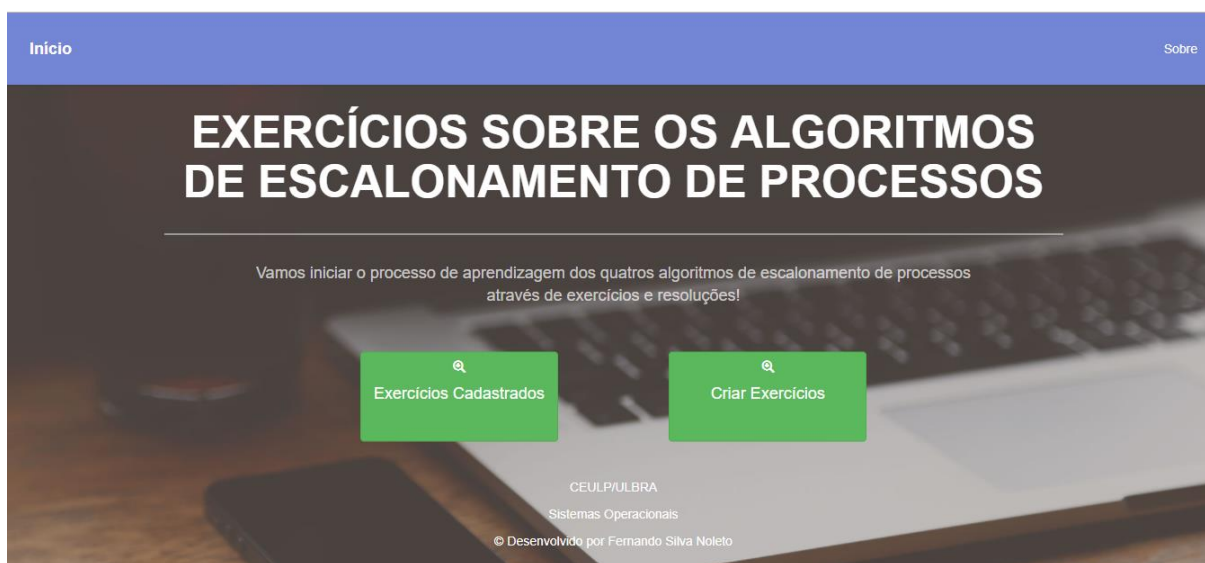 Início
Sobre
EXERCÍCIOS SOBRE OS ALGORITMOS
DE ESCALONAMENTO DE PROCESSOS
Vamos iniciar o processo de aprendizagem dos quatros algoritmos de escalonamento de processos
através de exercícios e resoluções!
Exercícios Cadastrados
Criar Exercícios
CEULP/ULBRA
Sistemas Operacionais
© Desenvolvido por Fernando Silva Noleto